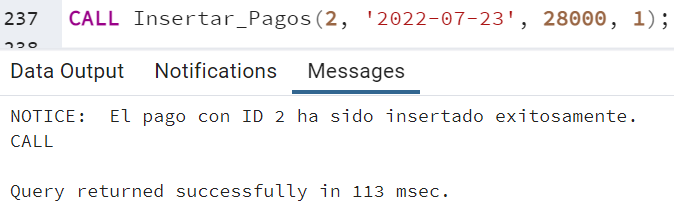 237 CALL Insertar_Pagos(2, '2022-07-23', 28000, 1);
238
Data Output Notifications Messages
NOTICE:  El pago con ID 2 ha sido insertado exitosamente.
CALL
Query returned successfully in 113 msec.